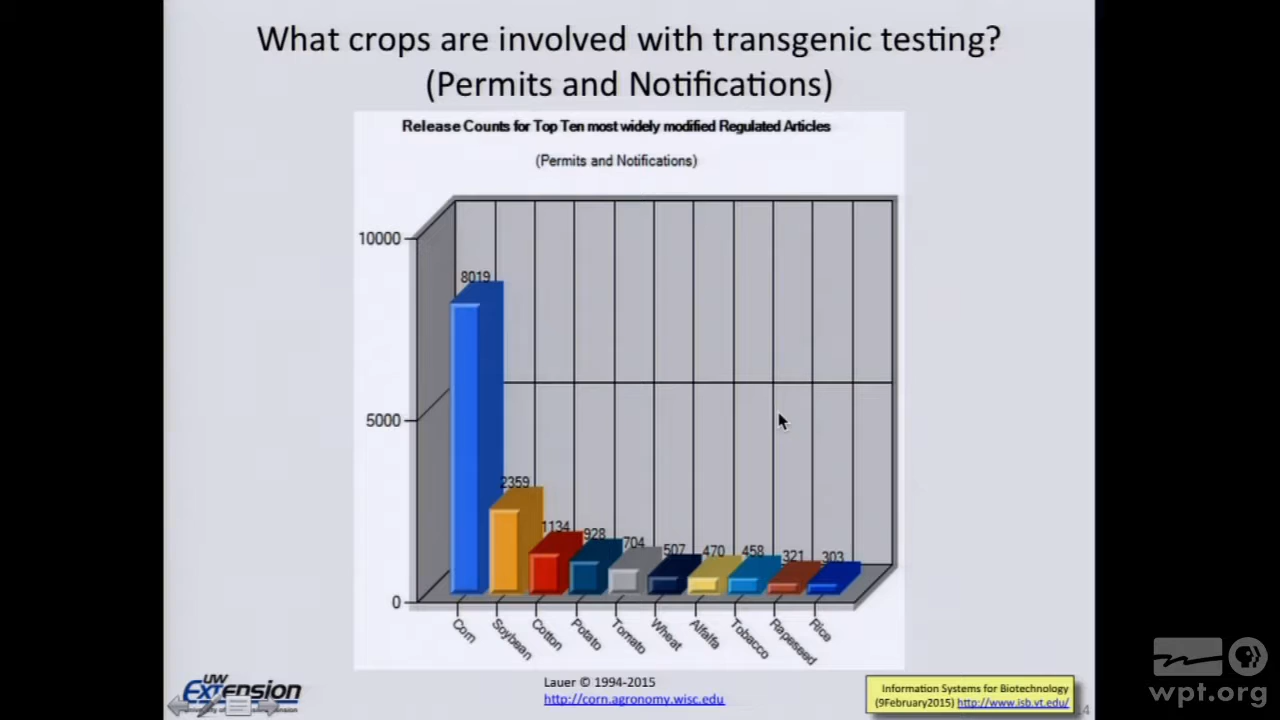 What crops are involved with transgenic testing?
(Permits and Notifications)
Release Counts for Top Ten most widely modified Regulated Articles
(Permits and Notifications)
10000
5000
0
8019
2359
1134
928
704
507
470
458
321
303
Corn
Soybean
Cotton
Potato
Tomato
Wheat
Alfalfa
Tobacco
Rapeseed
Rice
UW
Extension
Lauer © 1994-2015
http://corn.agronomy.wisc.edu
Information Systems for Biotechnology
(9February2015) http://www.isb.vt.edu/
PBS
wpt.org